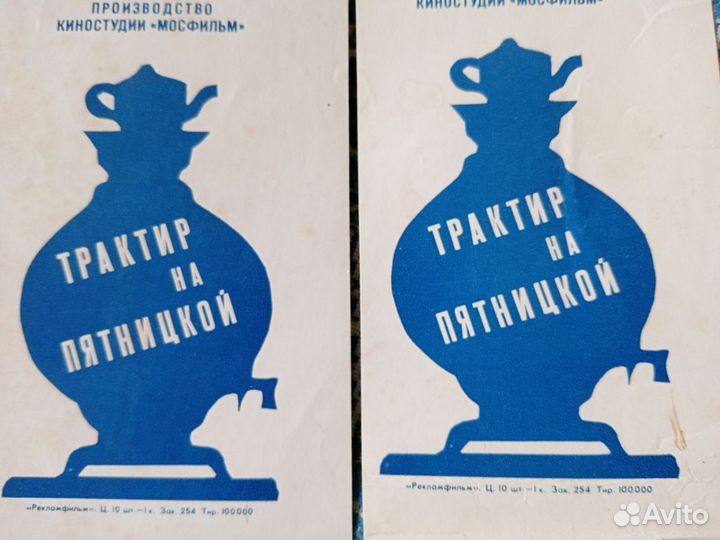 ПРОИЗВОДСТВО
КИНОСТУДИИ «МОСФИЛЬМ»
ТРАКТИР
НА
ПЯТНИЦКОЙ
«Рекламфильм». Ц. 10 шт.—1 к. Зак. 254 Тир. 100000
КИНОСТУДИИ «МОСФИЛЬМ»
ТРАКТИР
НА
ПЯТНИЦКОЙ
«Рекламфильм». Ц. 10 шт.—1 к. Зак. 254 Тир. 100000
Avito